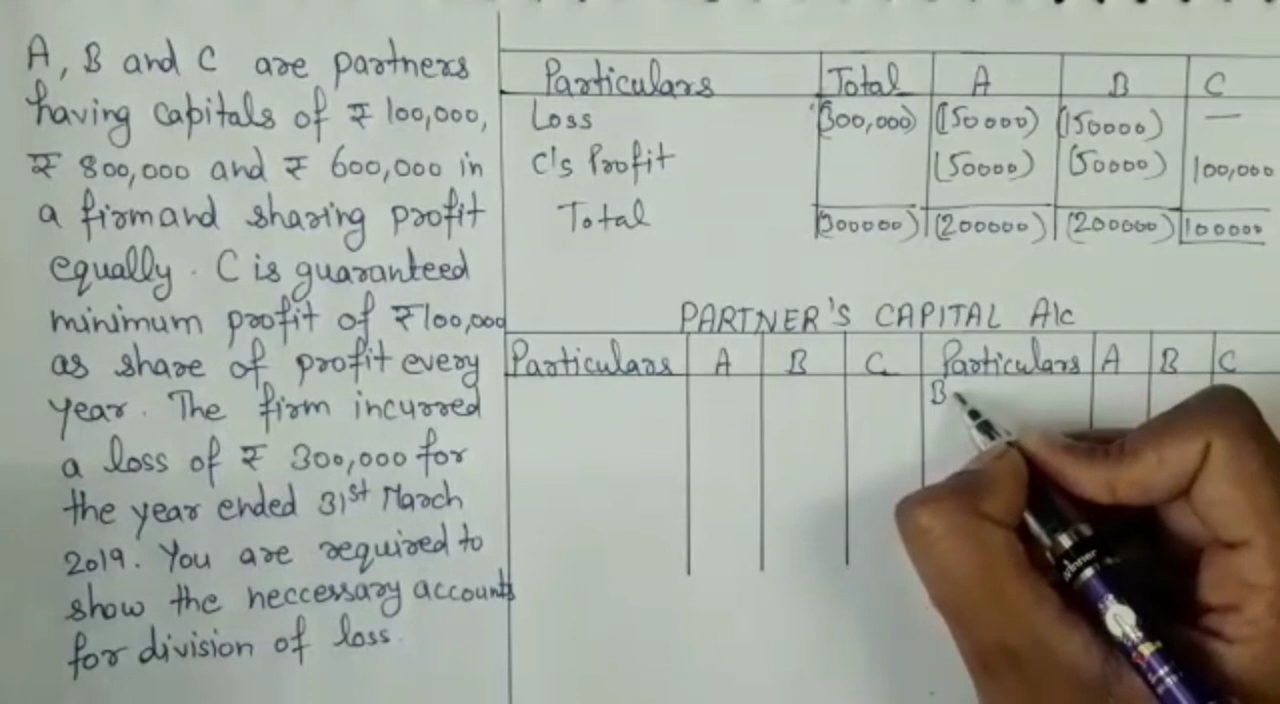 A, B and C are partners
having capitals of ₹ 100,000,
₹ 800,000 and ₹ 600,000 in
a firm and sharing profit
equally. C is guaranteed
minimum profit of ₹100,000
as share of profit every
year. The firm incurred
a loss of ₹ 300,000 for
the year ended 31st March
2019. You are required to
show the neccessary accounts
for division of loss.
Particulars Total A B C
Loss (300,000) (150000) (150000) —
C's Profit (50000) (50000) 100,000
Total (300000) (200000) (200000) 100000
PARTNER'S CAPITAL A/c
Particulars A B C Particulars A B C
B